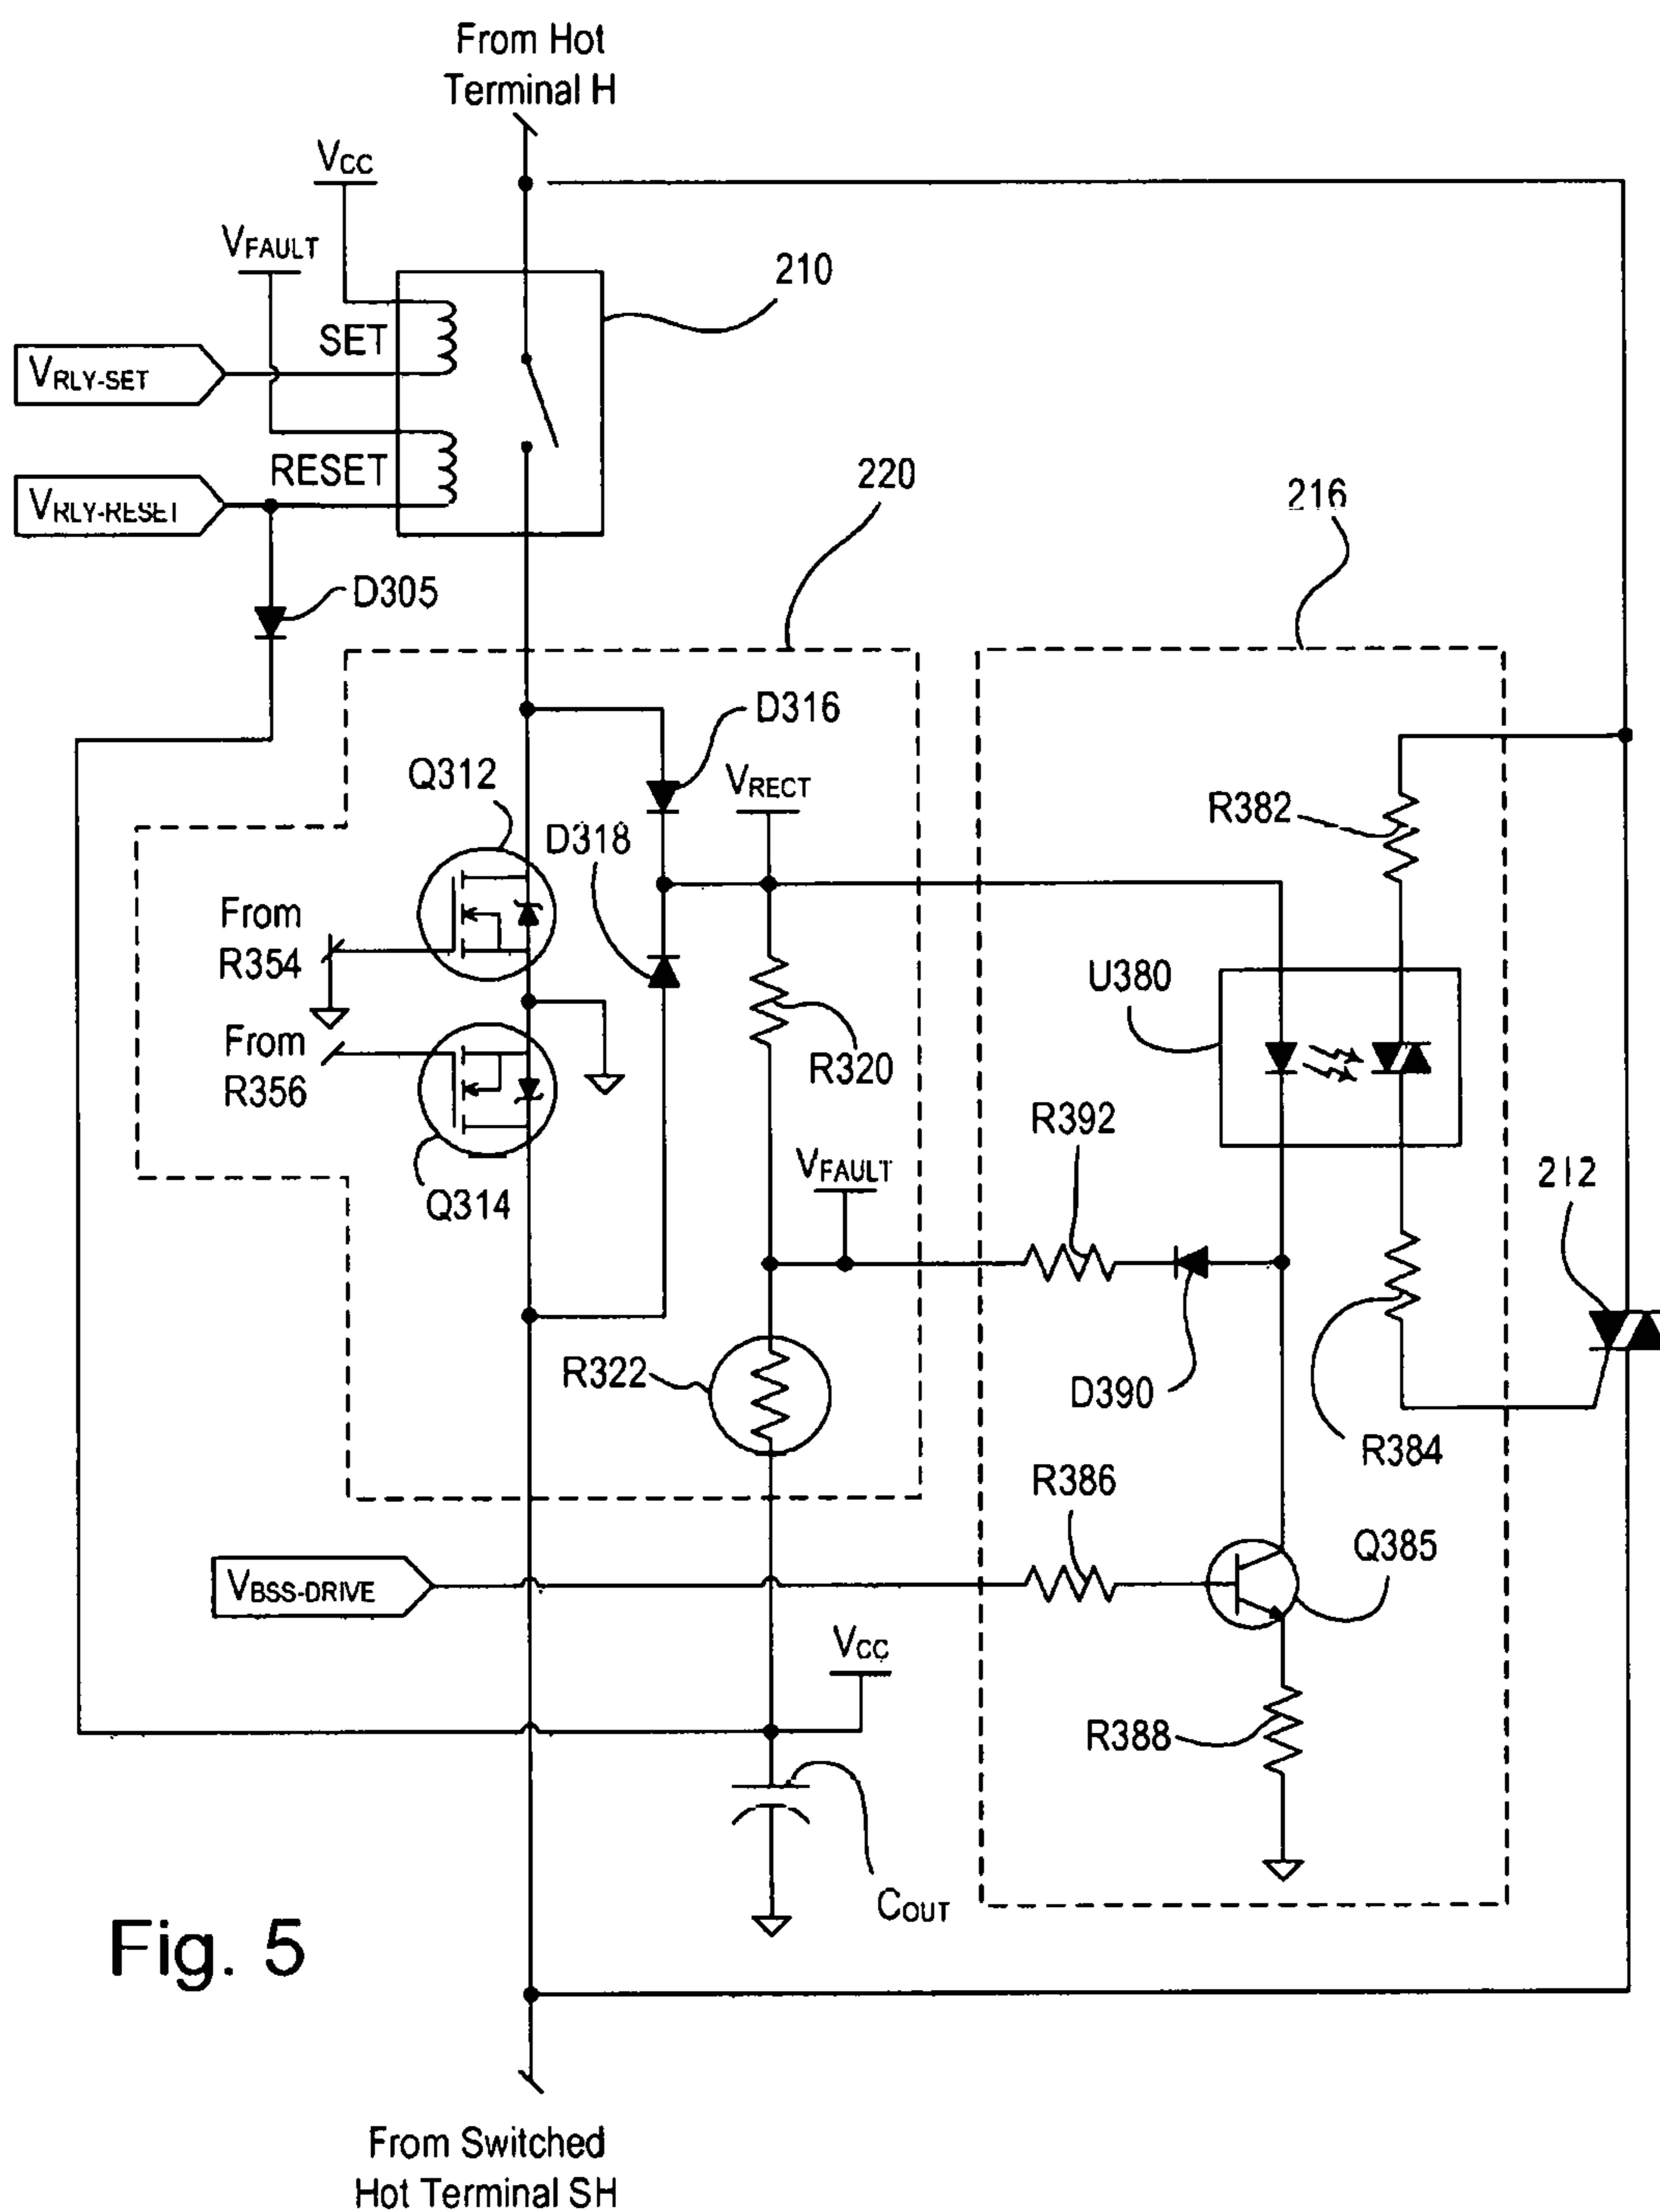 From Hot
Terminal H
VCC
VFAULT
210
SET
VRLY-SET
RESET
VRLY-RESET
220
216
D305
D316
Q312
VRECT
R382
D318
From
R354
U380
From
R356
R320
R392
VFAULT
212
Q314
R322
D390
R384
R386
Q385
VBSS-DRIVE
VCC
R388
COUT
Fig. 5
From Switched
Hot Terminal SH